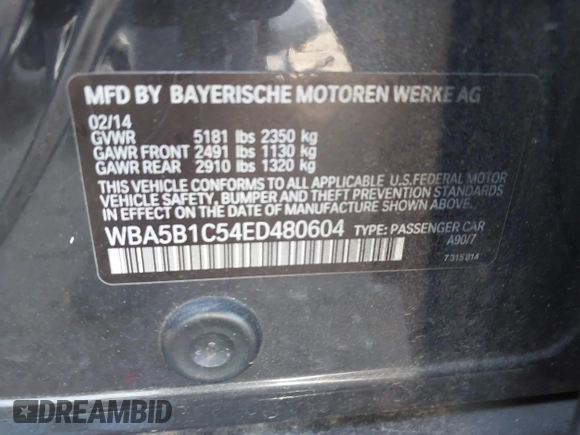 MFD BY BAYERISCHE MOTOREN WERKE AG
02/14
GVWR 5181 lbs 2350 kg
GAWR FRONT 2491 lbs 1130 kg
GAWR REAR 2910 lbs 1320 kg
THIS VEHICLE CONFORMS TO ALL APPLICABLE U.S.FEDERAL MOTOR
VEHICLE SAFETY, BUMPER AND THEFT PREVENTION STANDARDS
IN EFFECT ON THE DATE OF MANUFACTURE SHOWN ABOVE.
WBA5B1C54ED480604 TYPE: PASSENGER CAR
A90/7
7315 814
DREAMBID